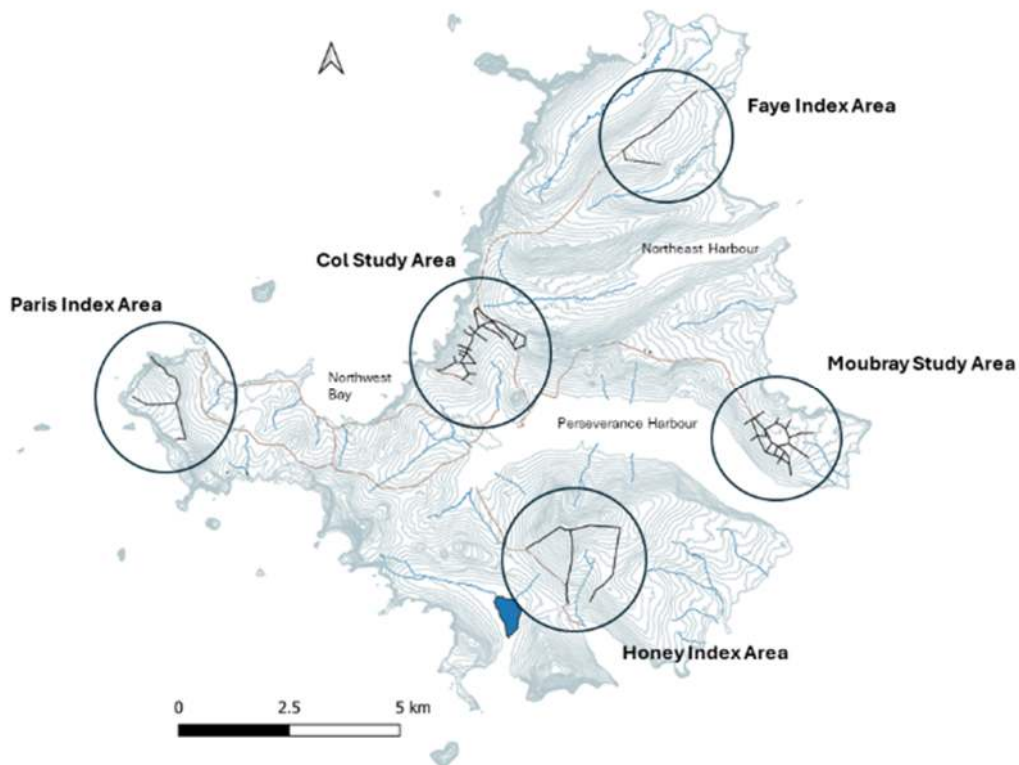 Faye Index Area
Northeast Harbour
Col Study Area
Paris Index Area
Northwest
Bay
Moubray Study Area
Perseverance Harbour
Honey Index Area
0 2.5 5 km